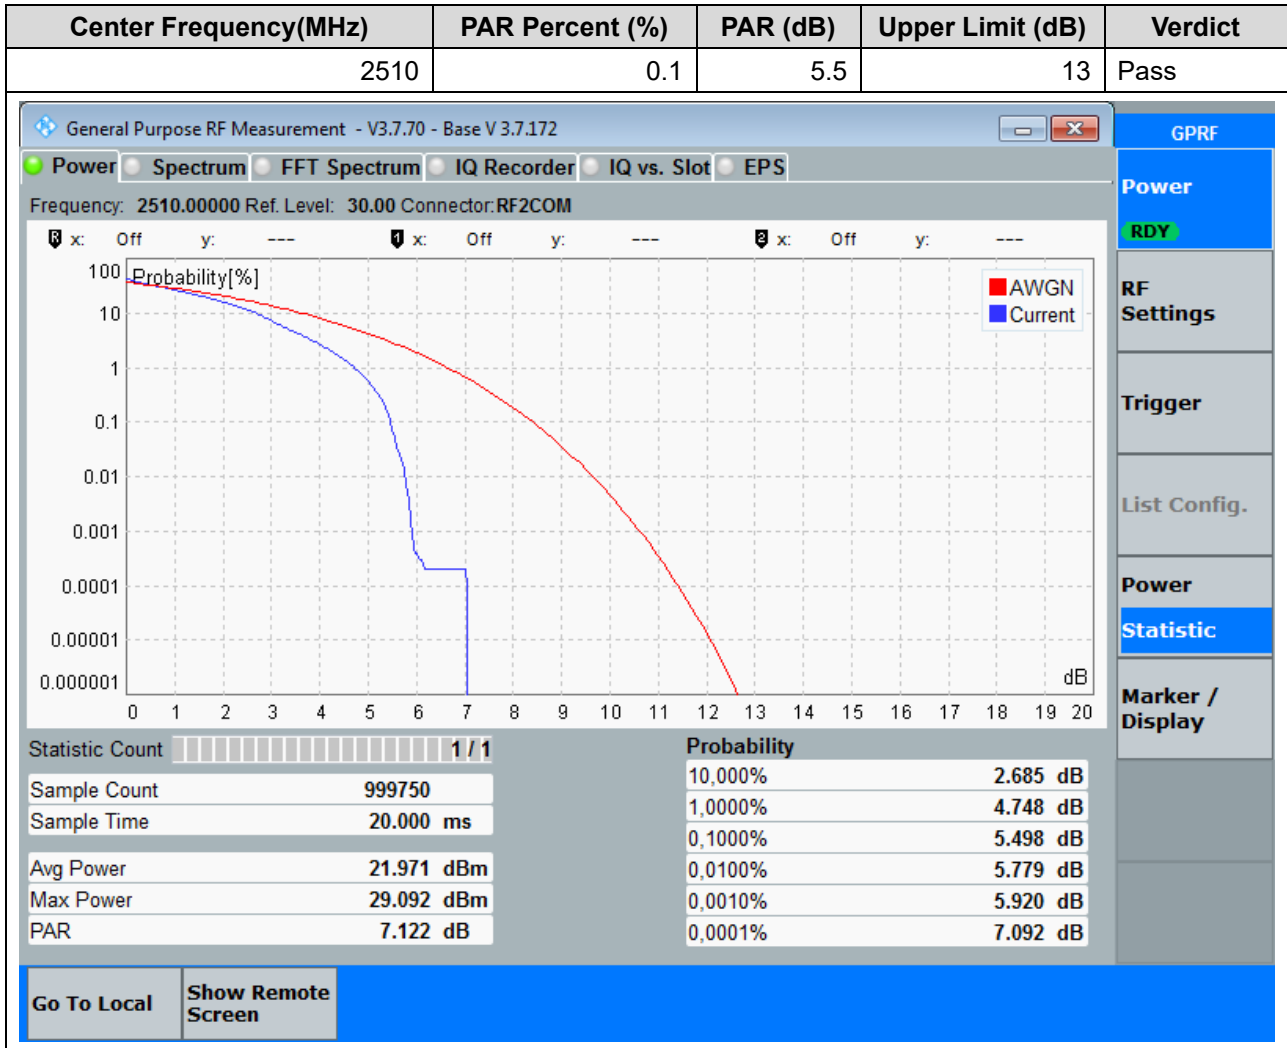 Center Frequency(MHz) PAR Percent (%) PAR (dB) Upper Limit (dB) Verdict
2510 0.1 5.5 13 Pass
General Purpose RF Measurement - V3.7.70 - Base V 3.7.172
GPRF
Power Spectrum FFT Spectrum IQ Recorder IQ vs. Slot EPS
Frequency: 2510.00000 Ref. Level: 30.00 Connector:RF2COM
R x: Off y: --- 1 x: Off y: --- 2 x: Off y: ---
Probability[%]
AWGN
Current
100
10
1
0.1
0.01
0.001
0.0001
0.00001
0.000001
dB
0 1 2 3 4 5 6 7 8 9 10 11 12 13 14 15 16 17 18 19 20
Statistic Count 1 / 1
Sample Count 999750
Sample Time 20.000 ms
Avg Power 21.971 dBm
Max Power 29.092 dBm
PAR 7.122 dB
Probability
10,000% 2.685 dB
1,0000% 4.748 dB
0,1000% 5.498 dB
0,0100% 5.779 dB
0,0010% 5.920 dB
0,0001% 7.092 dB
Power
RDY
RF
Settings
Trigger
List Config.
Power
Statistic
Marker /
Display
Go To Local
Show Remote
Screen